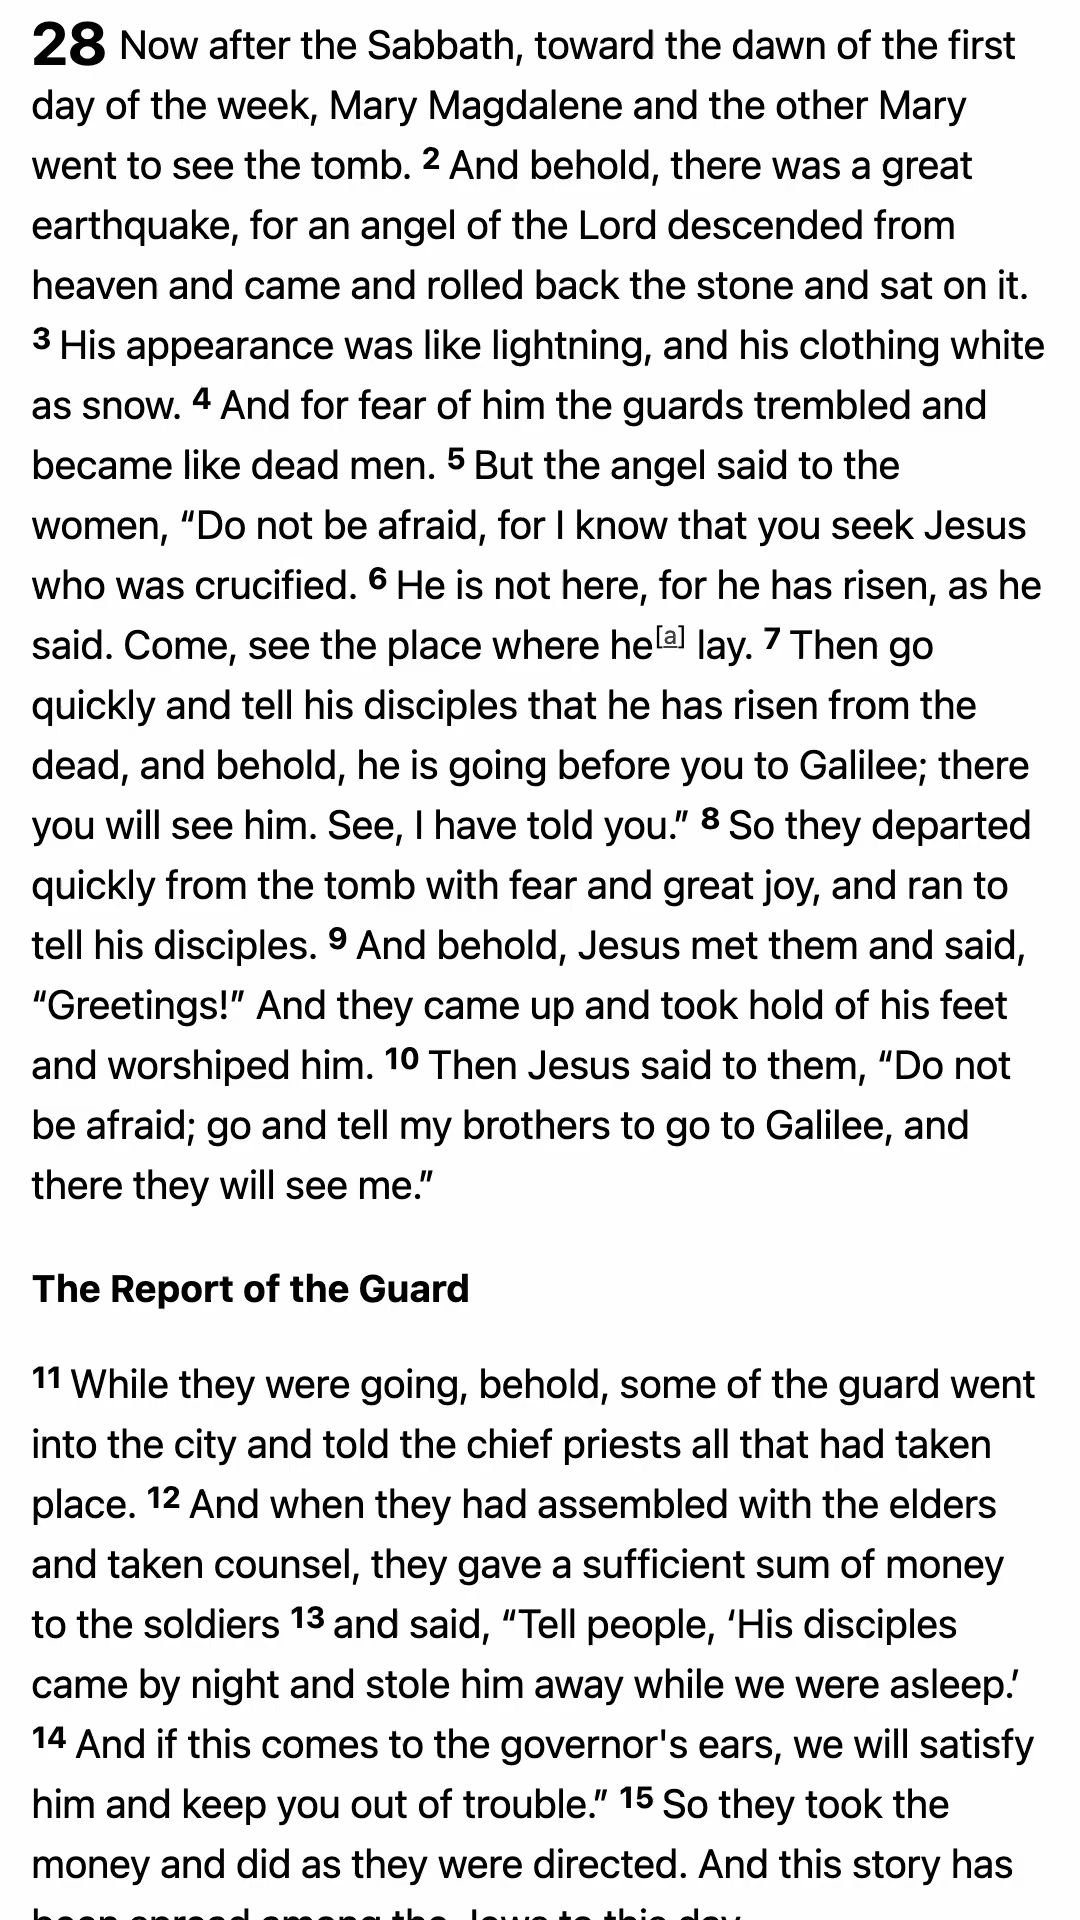 28 Now after the Sabbath, toward the dawn of the first
day of the week, Mary Magdalene and the other Mary
went to see the tomb. 2 And behold, there was a great
earthquake, for an angel of the Lord descended from
heaven and came and rolled back the stone and sat on it.
3 His appearance was like lightning, and his clothing white
as snow. 4 And for fear of him the guards trembled and
became like dead men. 5 But the angel said to the
women, “Do not be afraid, for I know that you seek Jesus
who was crucified. 6 He is not here, for he has risen, as he
said. Come, see the place where he[a] lay. 7 Then go
quickly and tell his disciples that he has risen from the
dead, and behold, he is going before you to Galilee; there
you will see him. See, I have told you.” 8 So they departed
quickly from the tomb with fear and great joy, and ran to
tell his disciples. 9 And behold, Jesus met them and said,
“Greetings!” And they came up and took hold of his feet
and worshiped him. 10 Then Jesus said to them, “Do not
be afraid; go and tell my brothers to go to Galilee, and
there they will see me.”
The Report of the Guard
11 While they were going, behold, some of the guard went
into the city and told the chief priests all that had taken
place. 12 And when they had assembled with the elders
and taken counsel, they gave a sufficient sum of money
to the soldiers 13 and said, “Tell people, ‘His disciples
came by night and stole him away while we were asleep.’
14 And if this comes to the governor's ears, we will satisfy
him and keep you out of trouble.” 15 So they took the
money and did as they were directed. And this story has
been spread among the Jews to this day.